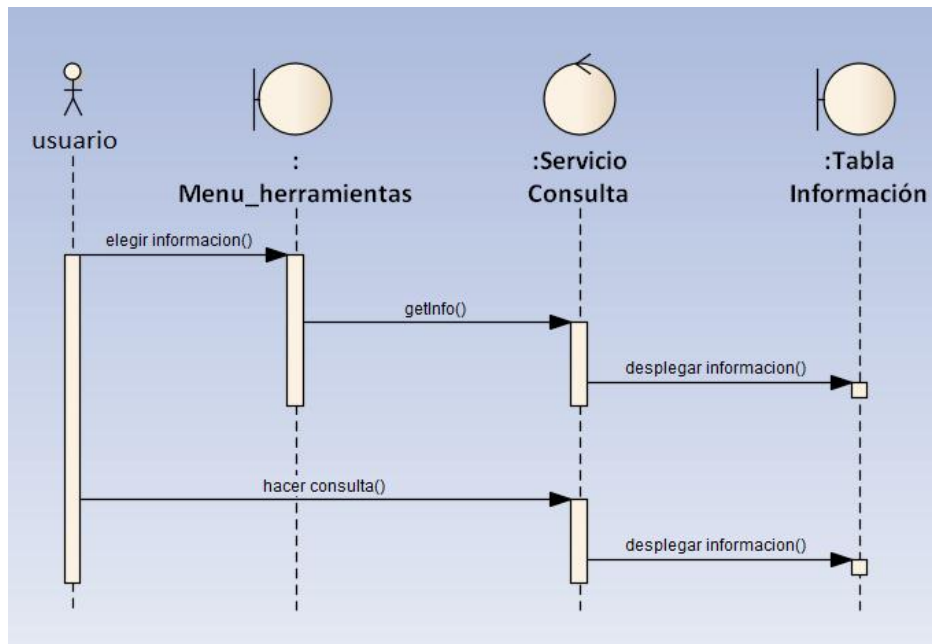 usuario
:
Menu_herramientas
:Servicio
Consulta
:Tabla
Información
elegir informacion()
getInfo()
desplegar informacion()
hacer consulta()
desplegar informacion()